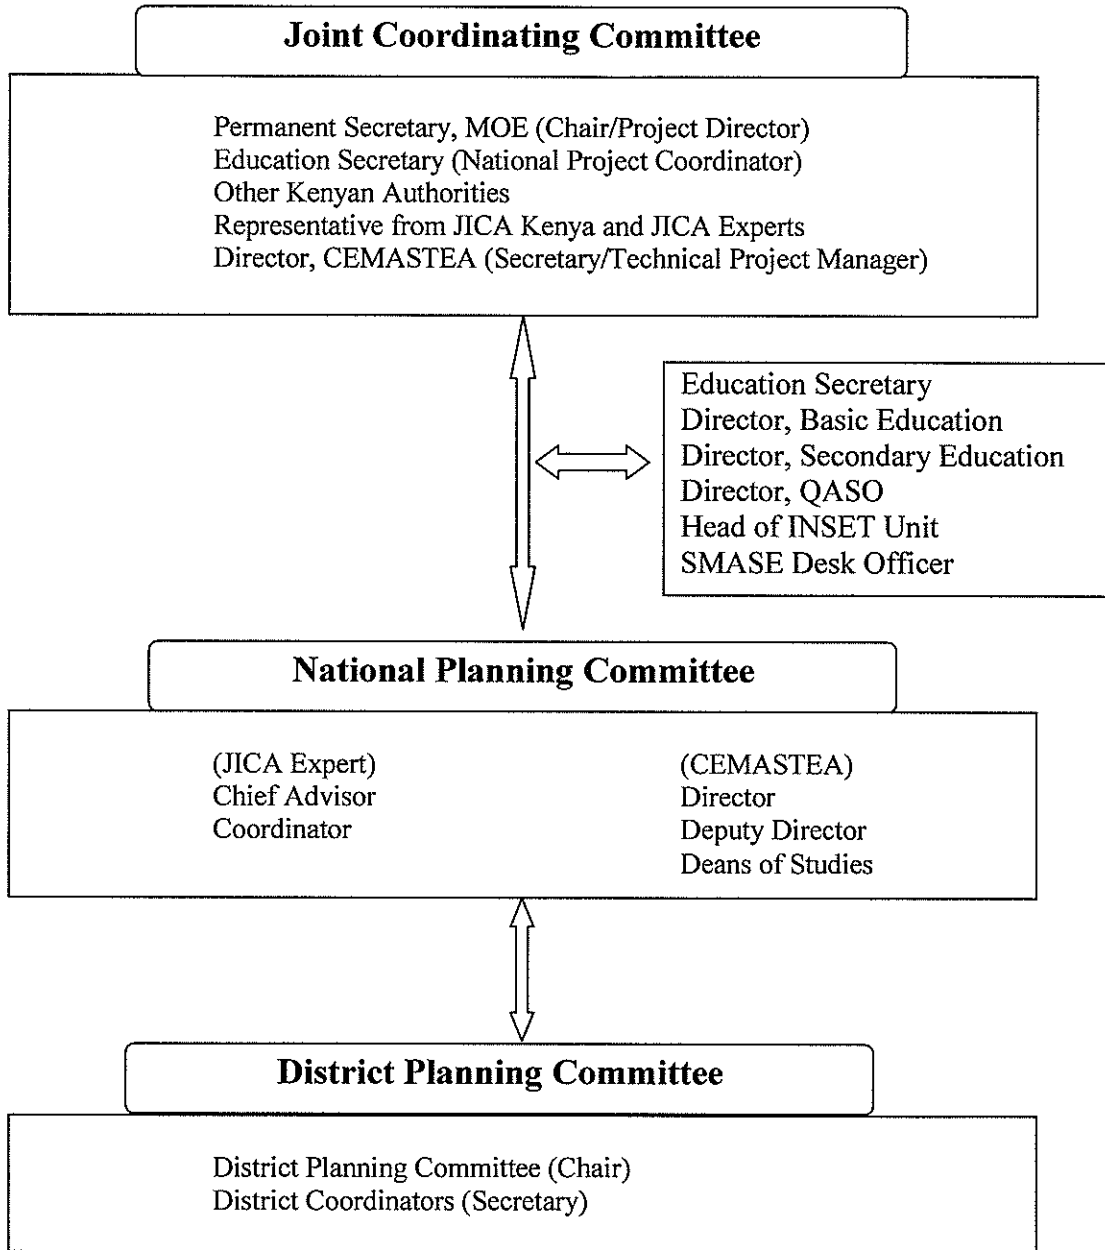 Joint Coordinating Committee
Permanent Secretary, MOE (Chair/Project Director)
Education Secretary (National Project Coordinator)
Other Kenyan Authorities
Representative from JICA Kenya and JICA Experts
Director, CEMASTEA (Secretary/Technical Project Manager)
Education Secretary
Director, Basic Education
Director, Secondary Education
Director, QASO
Head of INSET Unit
SMASE Desk Officer
National Planning Committee
(JICA Expert)
Chief Advisor
Coordinator
(CEMASTEA)
Director
Deputy Director
Deans of Studies
District Planning Committee
District Planning Committee (Chair)
District Coordinators (Secretary)